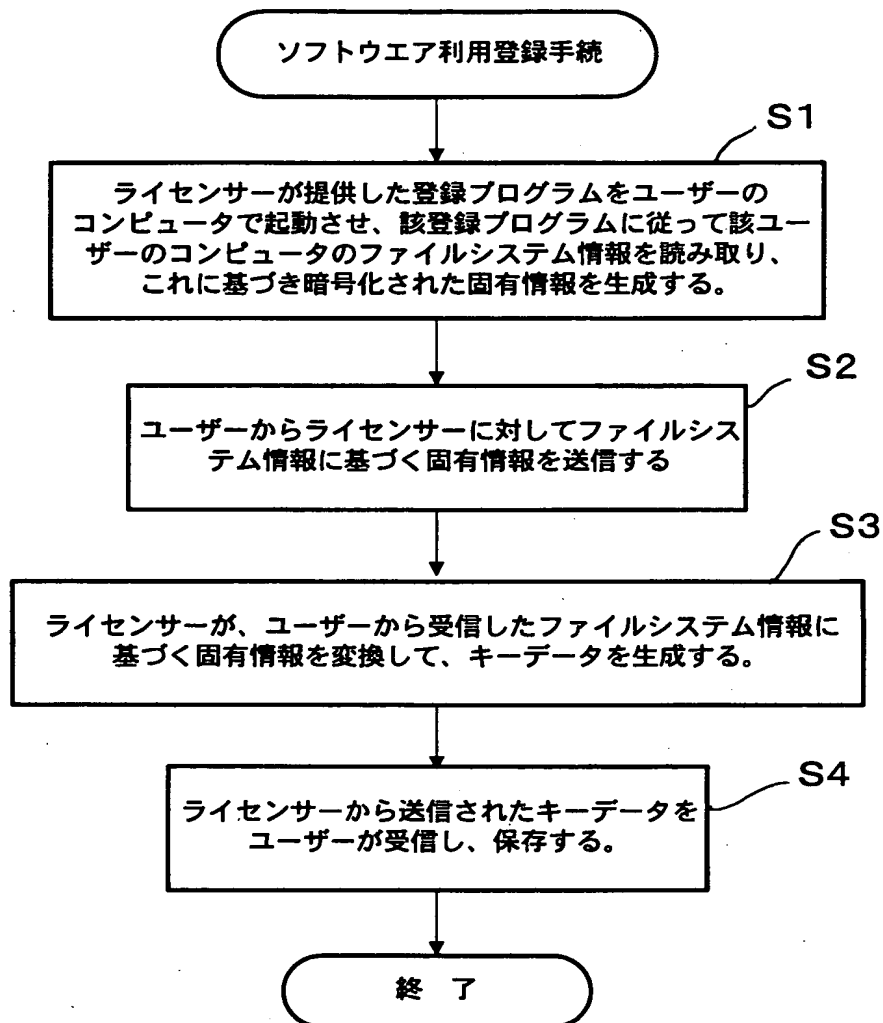 ソフトウエア利用登録手続
S1
ライセンサーが提供した登録プログラムをユーザーの
コンピュータで起動させ、該登録プログラムに従って該ユー
ザーのコンピュータのファイルシステム情報を読み取り、
これに基づき暗号化された固有情報を生成する。
S2
ユーザーからライセンサーに対してファイルシス
テム情報に基づく固有情報を送信する
S3
ライセンサーが、ユーザーから受信したファイルシステム情報に
基づく固有情報を変換して、キーデータを生成する。
S4
ライセンサーから送信されたキーデータを
ユーザーが受信し、保存する。
終 了